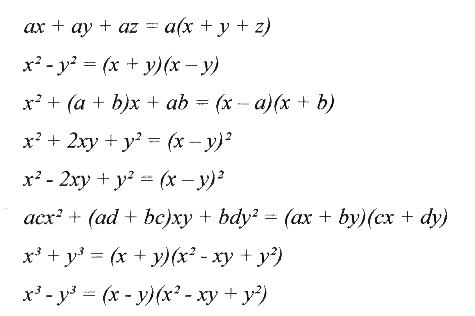 ax + ay + az = a(x + y + z)
x² - y² = (x + y)(x – y)
x² + (a + b)x + ab = (x – a)(x + b)
x² + 2xy + y² = (x – y)²
x² - 2xy + y² = (x – y)²
acx² + (ad + bc)xy + bdy² = (ax + by)(cx + dy)
x³ + y³ = (x + y)(x² - xy + y²)
x³ - y³ = (x - y)(x² - xy + y²)